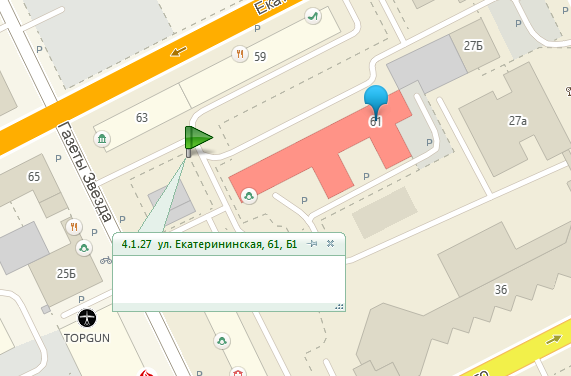 Ека
P
27Б
P
59
P
63
P
61
27а
P
Газеты Звезда
65
P
P
P
P
4.1.27 ул. Екатерининская, 61, Б1
25Б
36
TOPGUN
P